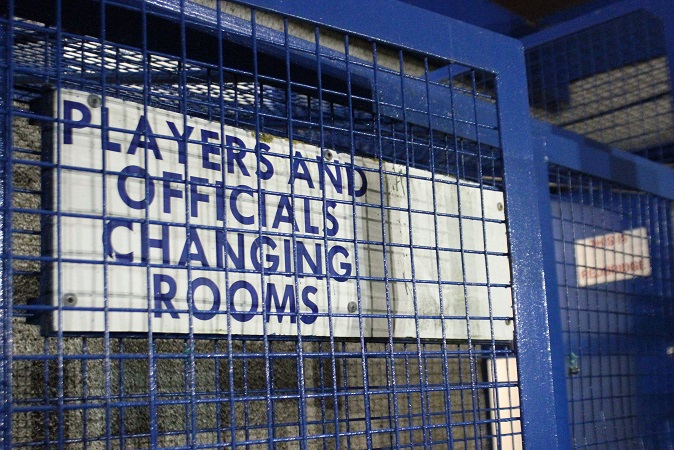 PLAYERS AND
OFFICIALS
CHANGING
ROOMS